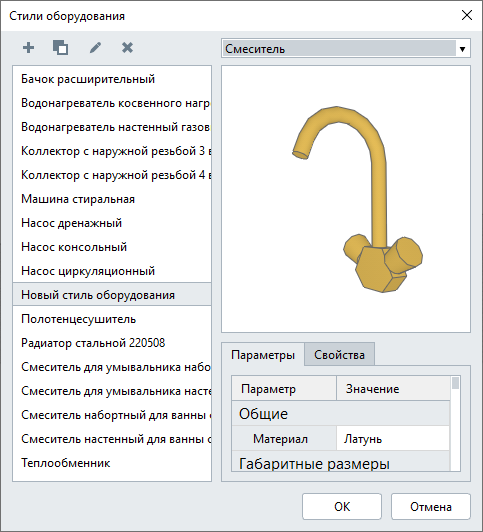 Стили оборудования
Смеситель
Бачок расширительный
Водонагреватель косвенного нагр
Водонагреватель настенный газов
Коллектор с наружной резьбой 3 в
Коллектор с наружной резьбой 4 в
Машина стиральная
Насос дренажный
Насос консольный
Насос циркуляционный
Новый стиль оборудования
Полотенцесушитель
Радиатор стальной 220508
Смеситель для умывальника набо
Смеситель для умывальника насте
Смеситель набортный для ванны с
Смеситель настенный для ванны с
Теплообменник
Параметры Свойства
Параметр Значение
Общие
Материал Латунь
Габаритные размеры
OK Отмена